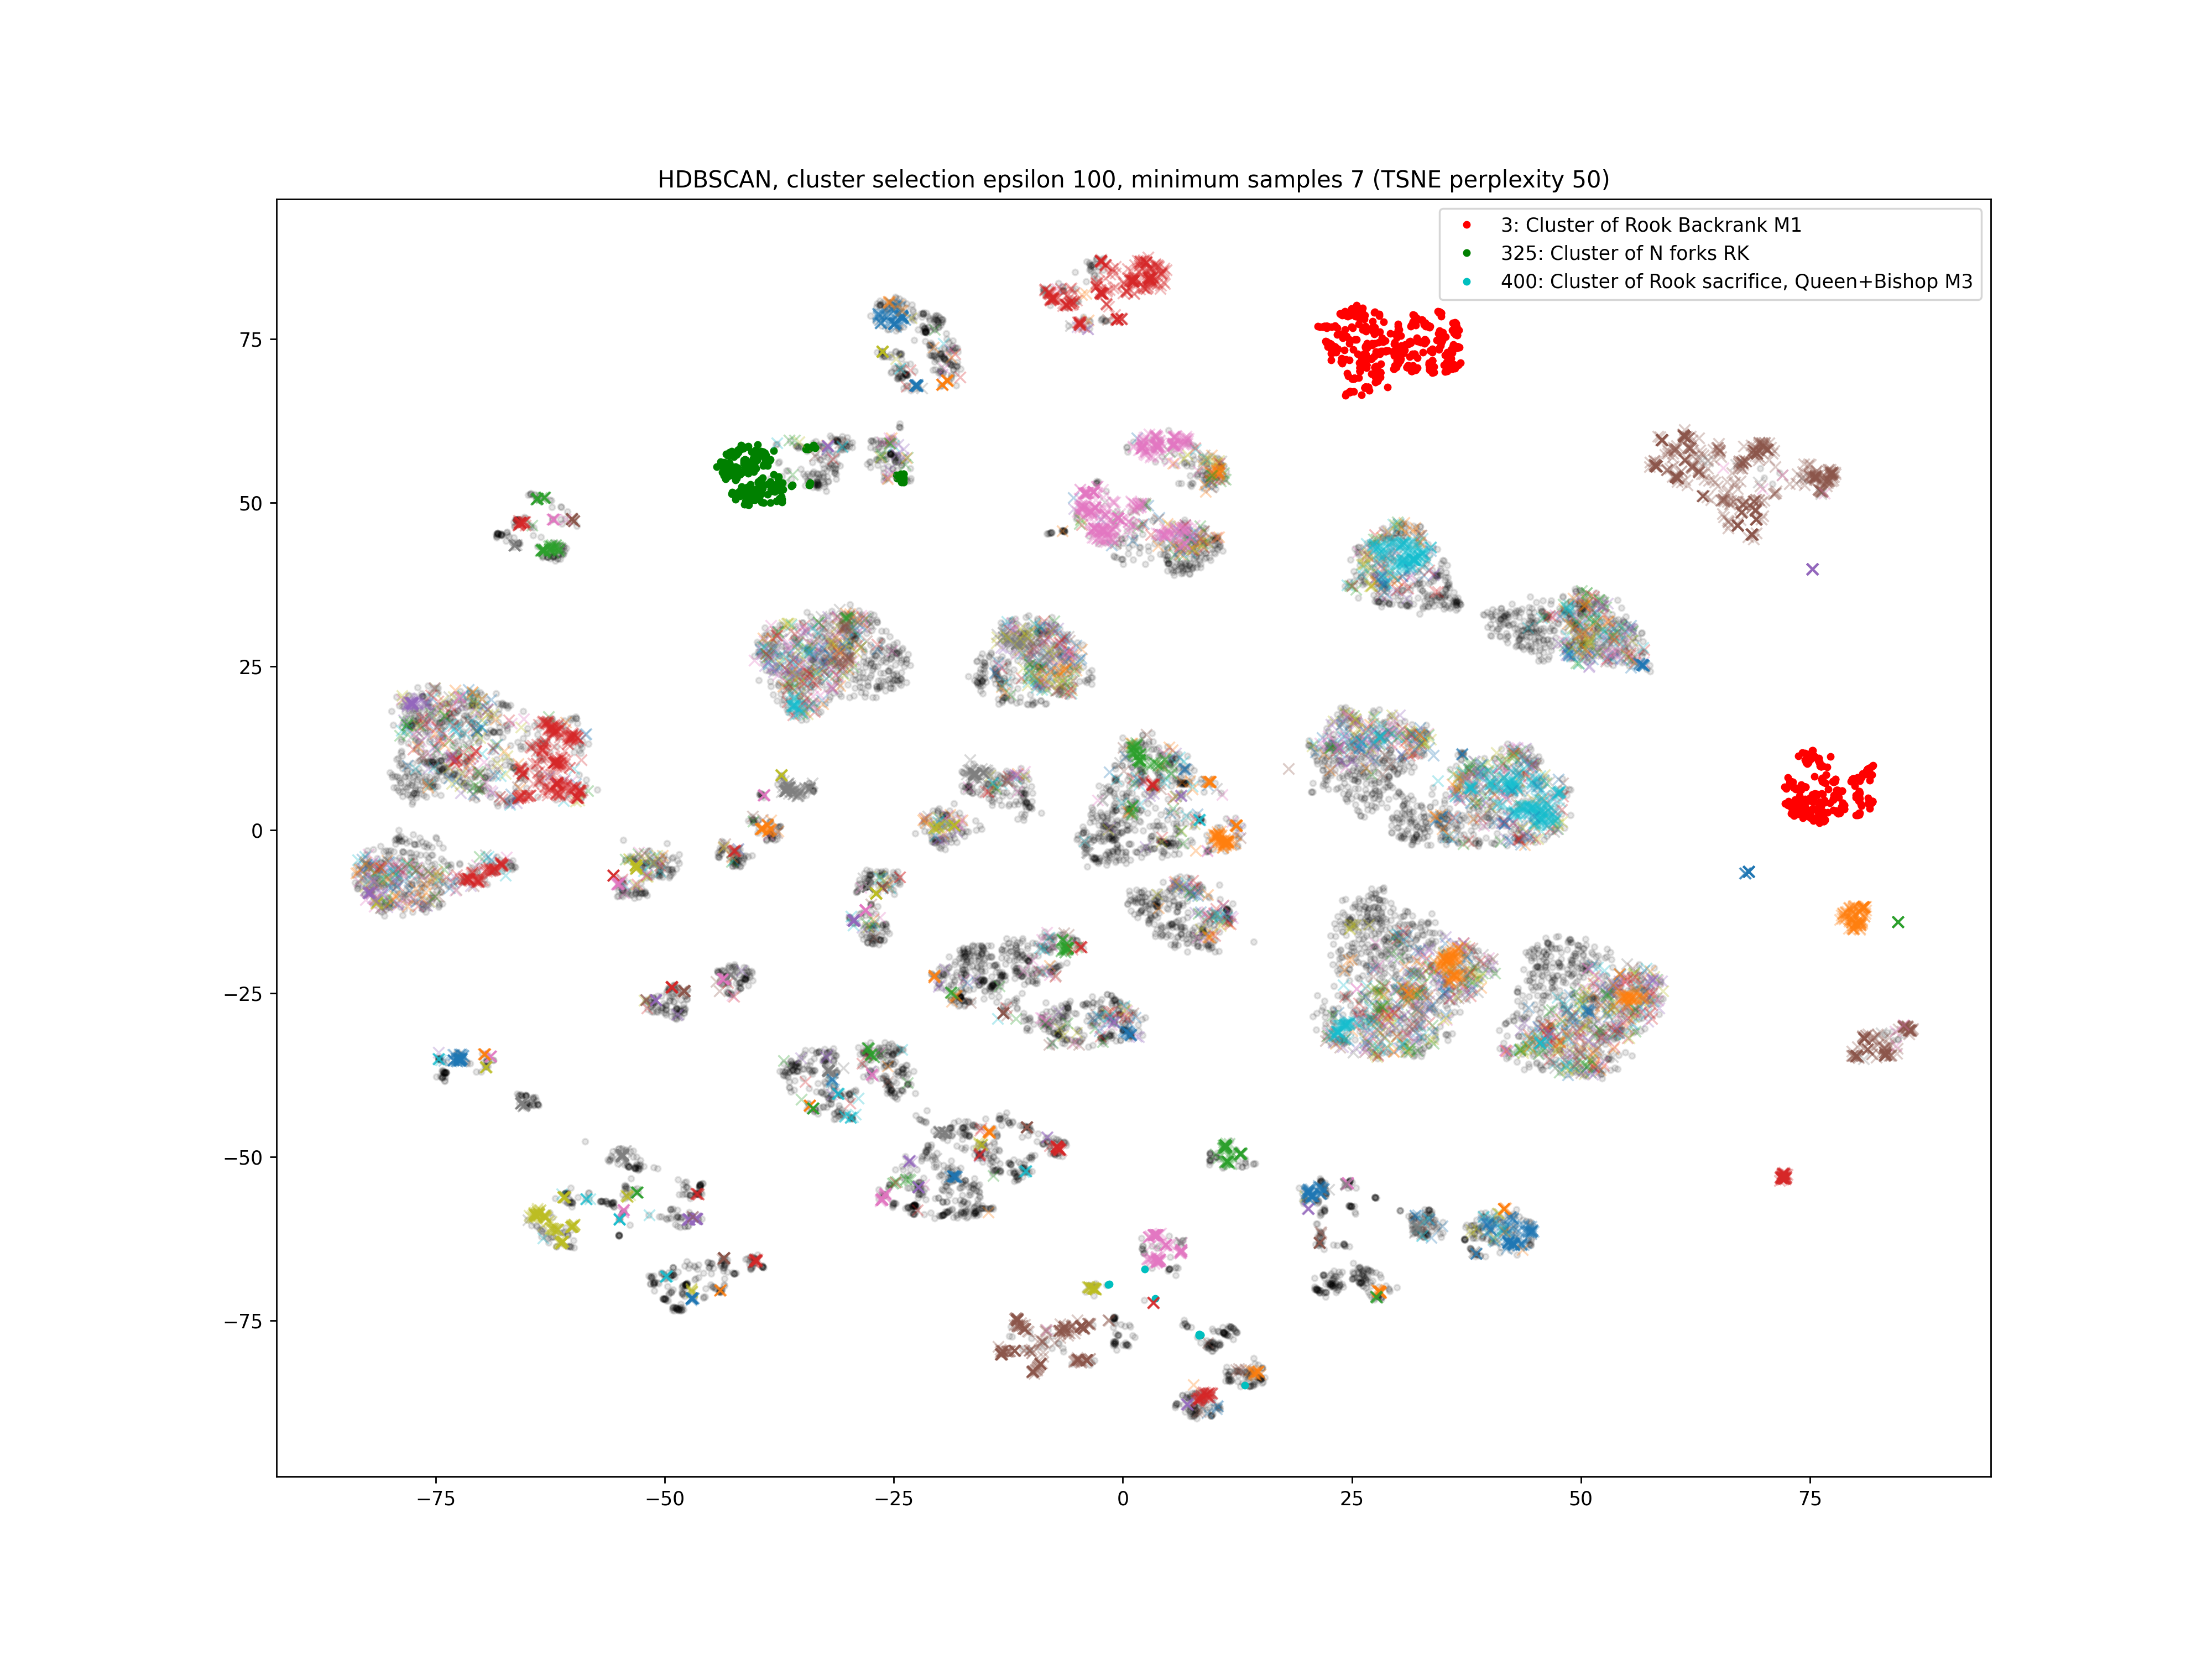 HDBSCAN, cluster selection epsilon 100, minimum samples 7 (TSNE perplexity 50)
3: Cluster of Rook Backrank M1
325: Cluster of N forks RK
400: Cluster of Rook sacrifice, Queen+Bishop M3
75
50
25
0
−25
−50
−75
−75 −50 −25 0 25 50 75